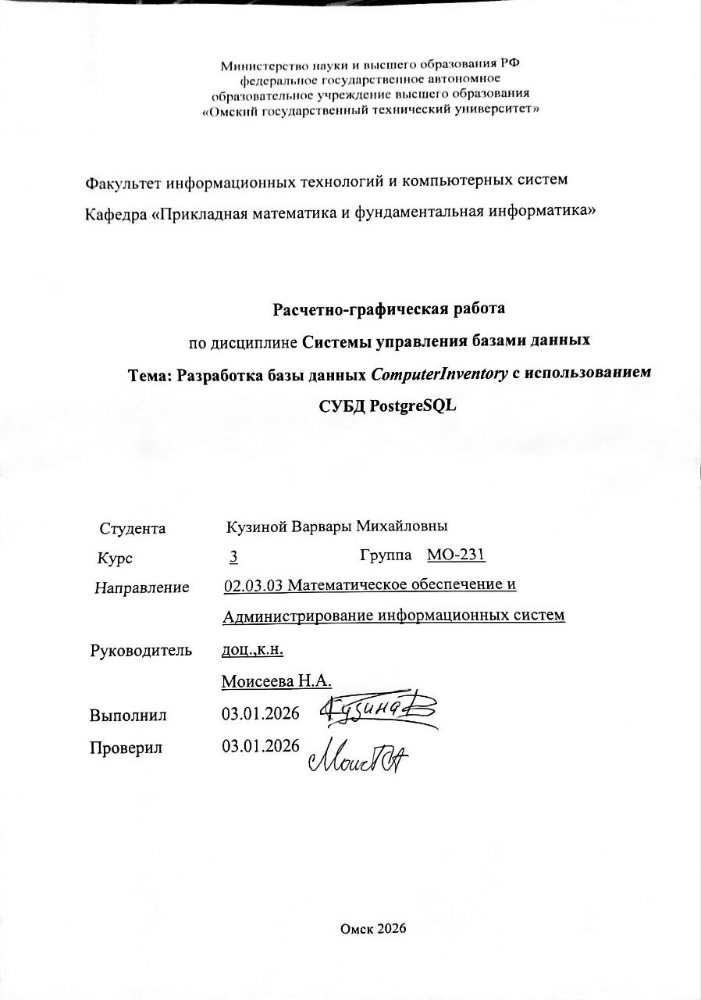 Министерство науки и высшего образования РФ
федеральное государственное автономное
образовательное учреждение высшего образования
«Омский государственный технический университет»
Факультет информационных технологий и компьютерных систем
Кафедра «Прикладная математика и фундаментальная информатика»
Расчетно-графическая работа
по дисциплине Системы управления базами данных
Тема: Разработка базы данных ComputerInventory с использованием
СУБД PostgreSQL
Студента Кузиной Варвары Михайловны
Курс 3 Группа МО-231
Направление 02.03.03 Математическое обеспечение и
Администрирование информационных систем
Руководитель доц.,к.н.
Моисеева Н.А.
Выполнил 03.01.2026 Кузина В
Проверил 03.01.2026
Омск 2026